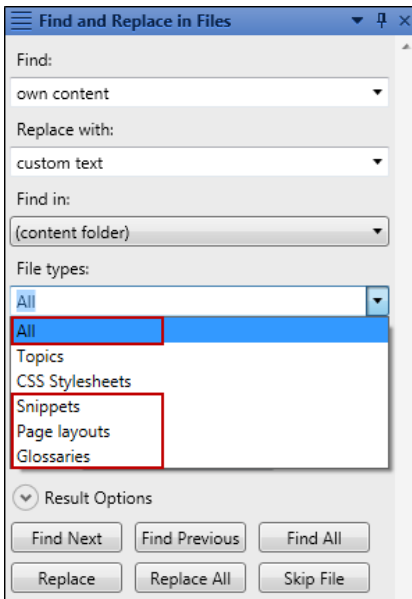 Find and Replace in Files
Find:
own content
Replace with:
custom text
Find in:
(content folder)
File types:
All
All
Topics
CSS Stylesheets
Snippets
Page layouts
Glossaries
Result Options
Find Next Find Previous Find All
Replace Replace All Skip File